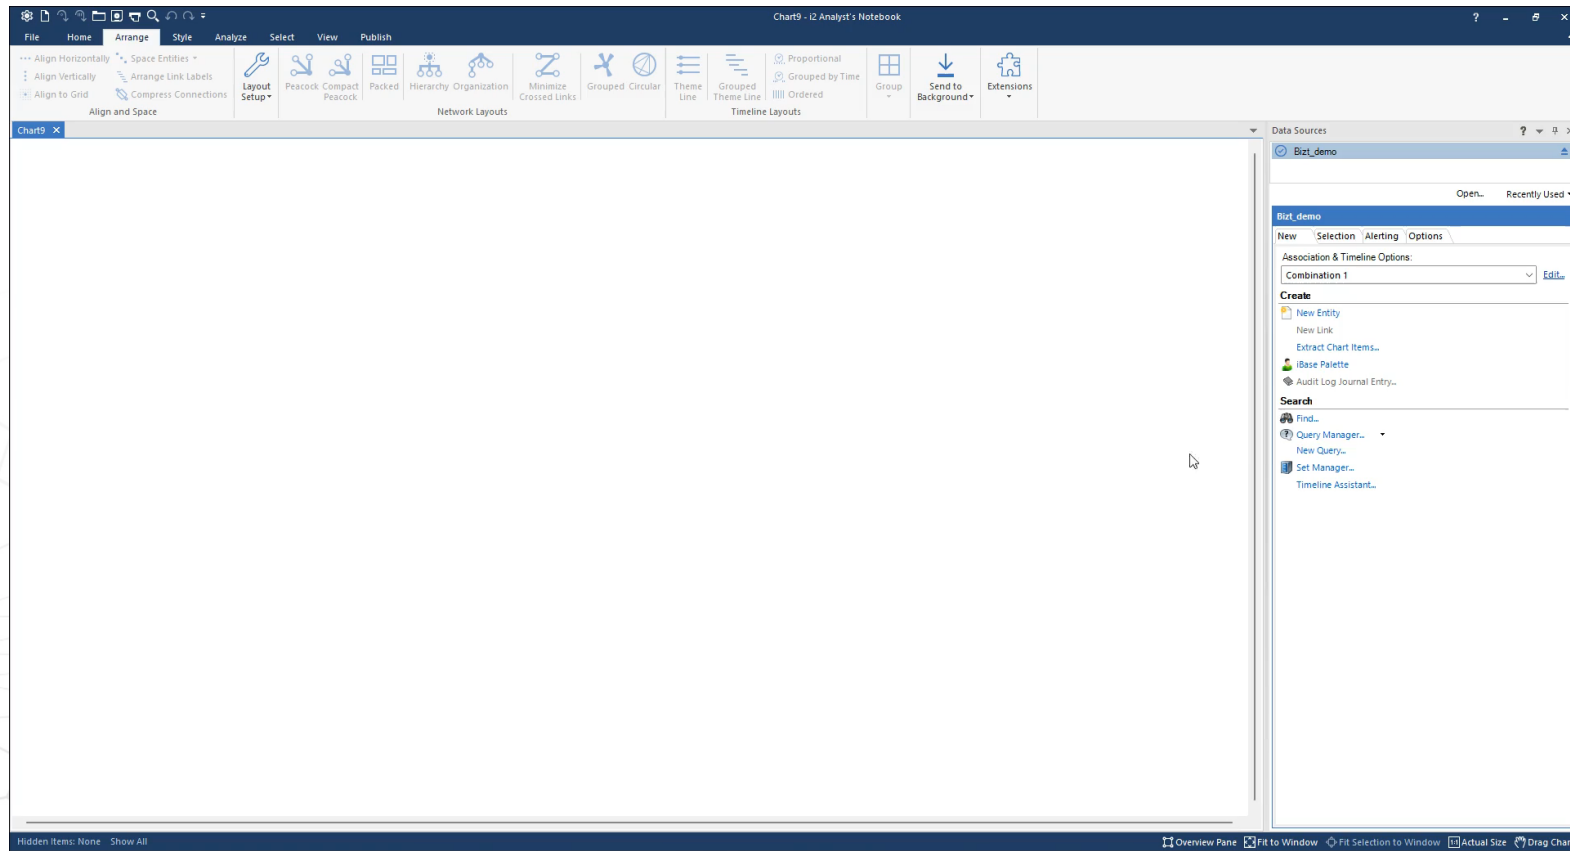 Chart9 - i2 Analyst's Notebook
File Home Arrange Style Analyze Select View Publish
Align Horizontally
Align Vertically
Align to Grid
Space Entities
Arrange Link Labels
Compress Connections
Align and Space
Layout
Setup
Peacock
Compact
Peacock
Packed
Hierarchy
Organization
Minimize
Crossed Links
Grouped
Circular
Network Layouts
Theme
Line
Grouped
Theme Line
Proportional
Grouped by Time
Ordered
Timeline Layouts
Group
Send to
Background
Extensions
Chart9
Data Sources
Bizt_demo
Open... Recently Used
Bizt_demo
New Selection Alerting Options
Association & Timeline Options:
Combination 1 Edit...
Create
New Entity
New Link
Extract Chart Items...
iBase Palette
Audit Log Journal Entry...
Search
Find...
Query Manager...
New Query...
Set Manager...
Timeline Assistant...
Hidden Items: None Show All
Overview Pane Fit to Window Fit Selection to Window 1:1 Actual Size Drag Char